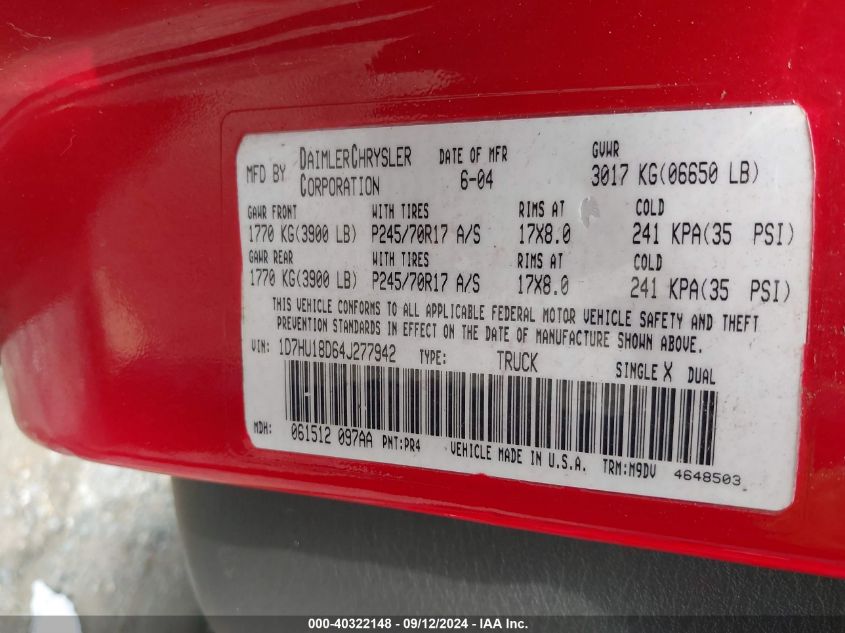 MFD BY DAIMLERCHRYSLER CORPORATION DATE OF MFR 6-04 GVWR 3017 KG(06650 LB)
GAWR FRONT WITH TIRES RIMS AT COLD
1770 KG(3900 LB) P245/70R17 A/S 17X8.0 241 KPA(35 PSI)
GAWR REAR WITH TIRES RIMS AT COLD
1770 KG(3900 LB) P245/70R17 A/S 17X8.0 241 KPA(35 PSI)
THIS VEHICLE CONFORMS TO ALL APPLICABLE FEDERAL MOTOR VEHICLE SAFETY AND THEFT
PREVENTION STANDARDS IN EFFECT ON THE DATE OF MANUFACTURE SHOWN ABOVE.
VIN: 1D7HU18D64J277942 TYPE: TRUCK SINGLE X DUAL
MDH: 061512 097AA PNT:PR4 VEHICLE MADE IN U.S.A. TRM:M9DV 4648503
000-40322148 - 09/12/2024 - IAA Inc.